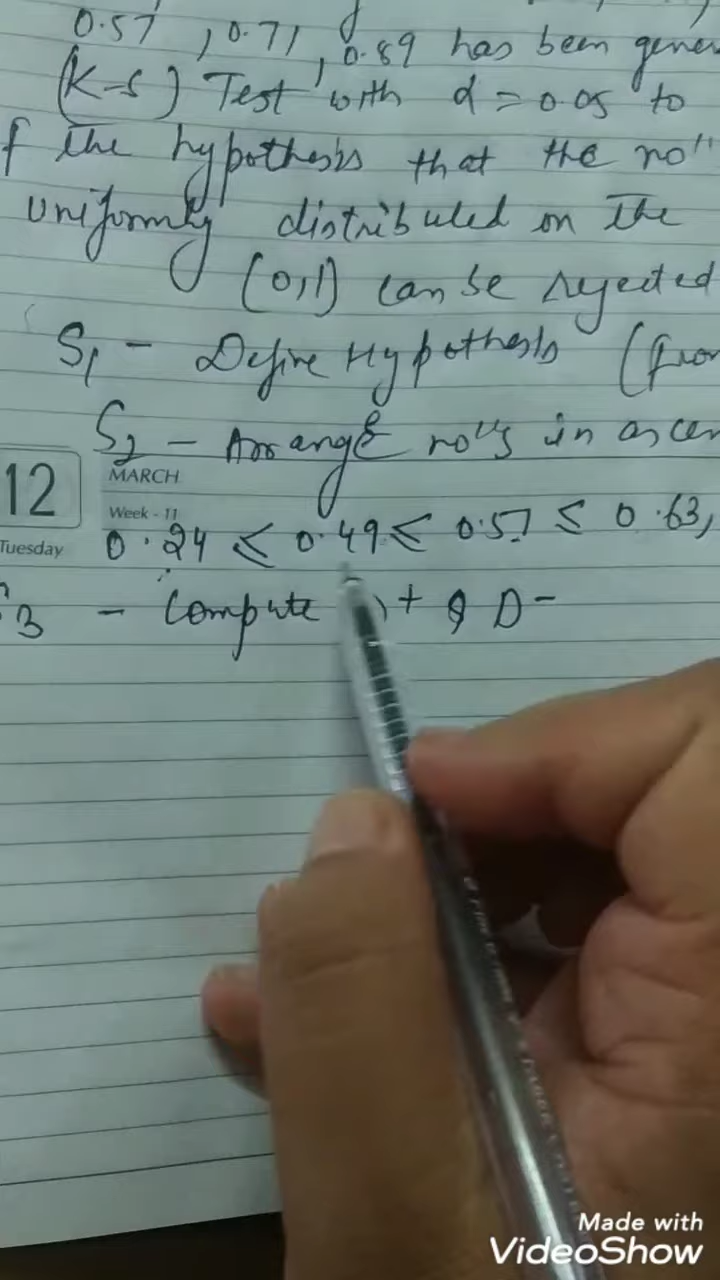 0.57, 0.71, 0.89 has been gener
(K-S) Test with α = 0.05 to
f the hypothesis that the no"
uniformly distributed on the
(0,1) can be rejected
S1 - Define Hypothesis (from
S2 - Arrange no"s in ascen
12 MARCH
Week - 11
Tuesday
0.24 ≤ 0.49 ≤ 0.57 ≤ 0.63,
S3 - Compute D+ & D-
Made with
VideoShow